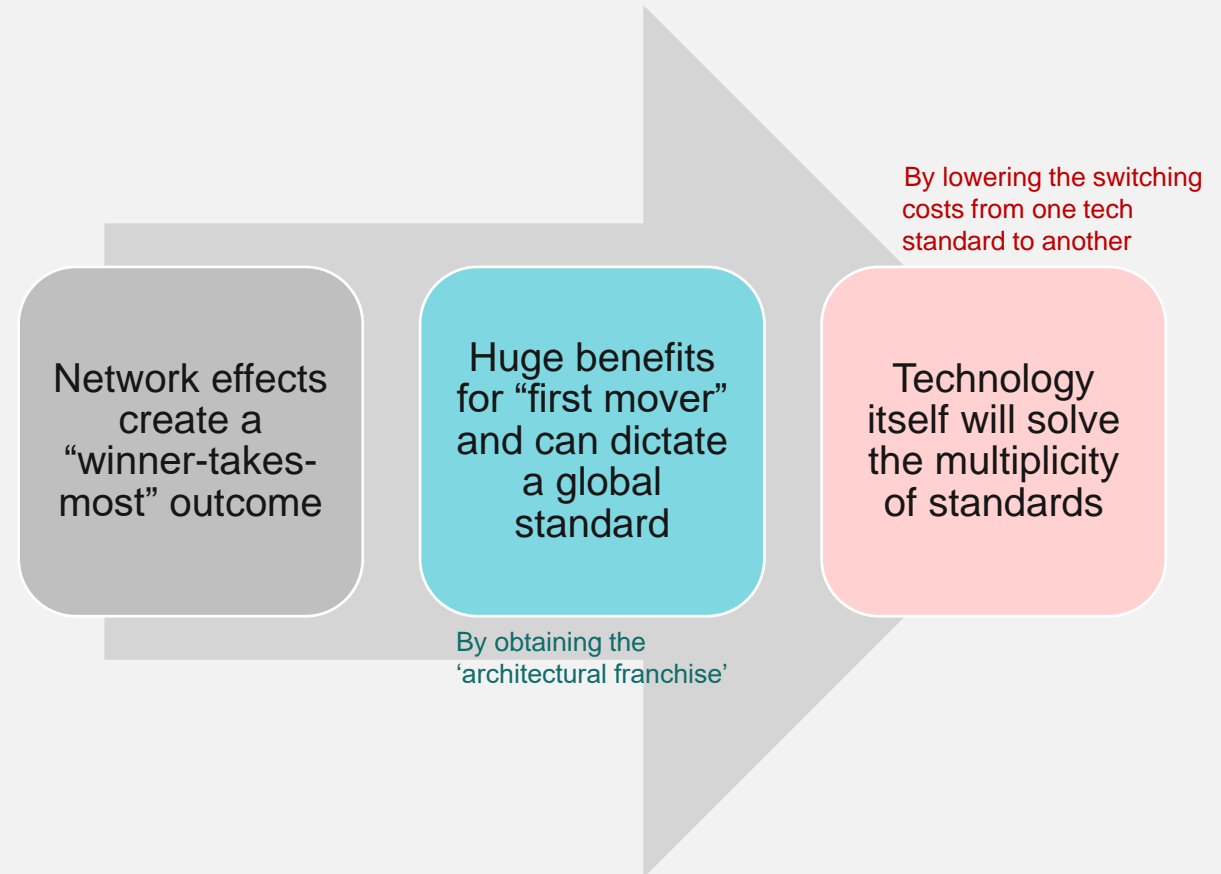 Network effects
create a
“winner-takes-
most” outcome
Huge benefits
for “first mover”
and can dictate
a global
standard
By obtaining the
‘architectural franchise’
By lowering the switching
costs from one tech
standard to another
Technology
itself will solve
the multiplicity
of standards